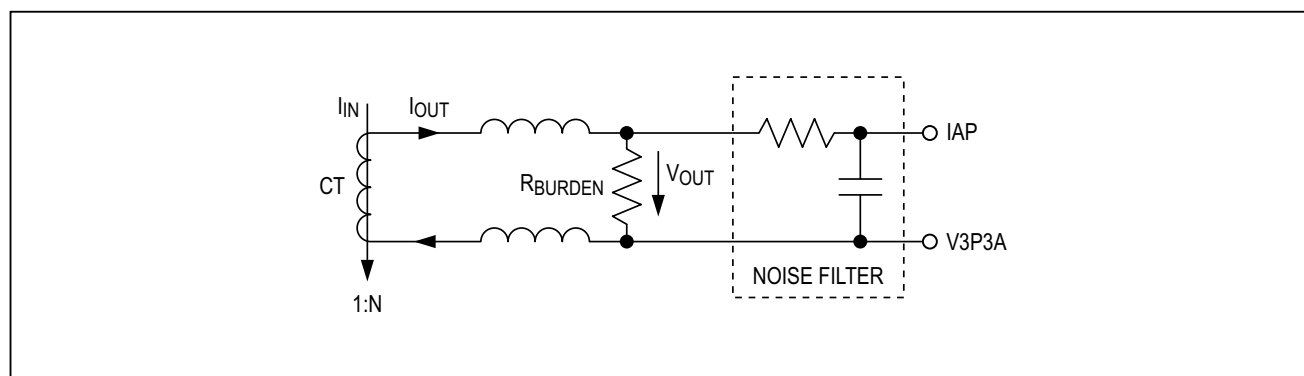 IIN
IOUT
IAP
CT
RBURDEN
VOUT
V3P3A
NOISE FILTER
1:N